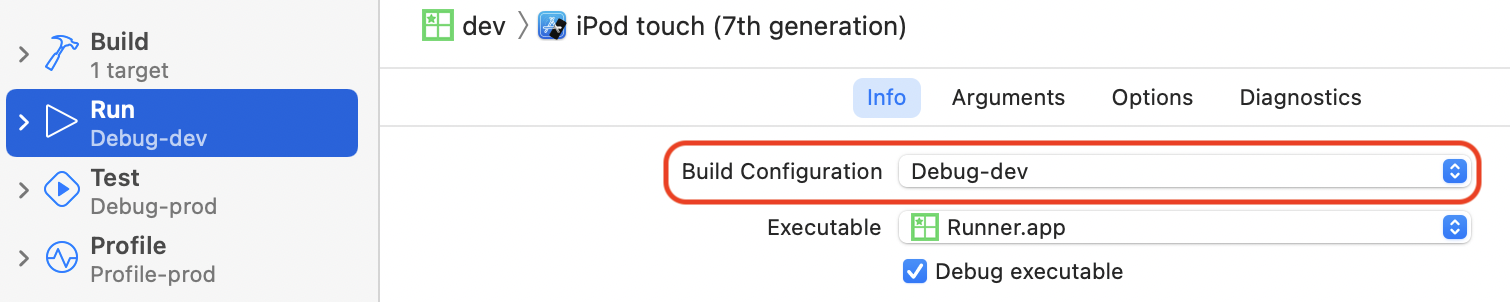 Build
1 target
Run
Debug-dev
Test
Debug-prod
Profile
Profile-prod
dev
iPod touch (7th generation)
Info
Arguments
Options
Diagnostics
Build Configuration
Debug-dev
Executable
Runner.app
Debug executable